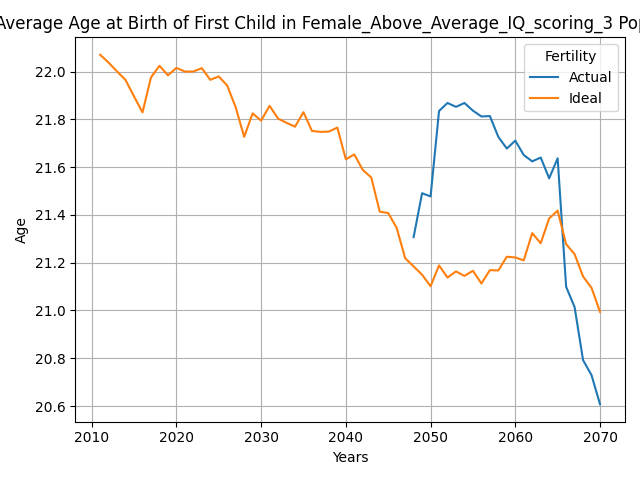 Average Age at Birth of First Child in Female_Above_Average_IQ_scoring_3 Pop
Fertility
Actual
Ideal
22.0
21.8
21.6
21.4
21.2
21.0
20.8
20.6
Age
2010 2020 2030 2040 2050 2060 2070
Years